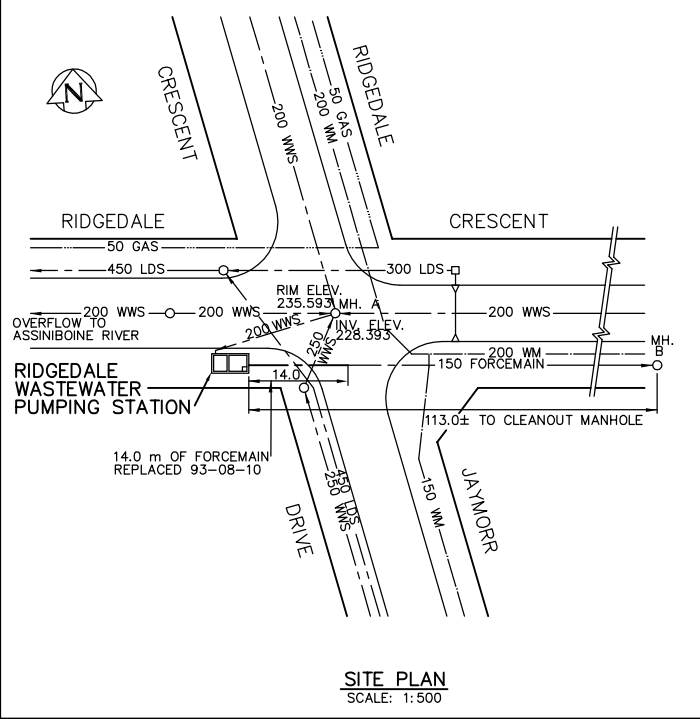 N
CRESCENT
RIDGEDALE
200 WWS
50 GAS
200 WM
RIDGEDALE
CRESCENT
50 GAS
450 LDS
300 LDS
RIM ELEV.
235.593
MH. A
200 WWS
200 WWS
200 WWS
INV. ELEV.
228.393
OVERFLOW TO
ASSINIBOINE RIVER
200 WWS
250
WWS
MH.
B
200 WM
150 FORCEMAIN
RIDGEDALE
WASTEWATER
PUMPING STATION
14.0
113.0± TO CLEANOUT MANHOLE
14.0 m OF FORCEMAIN
REPLACED 93-08-10
450 LDS
250 WWS
150 WM
DRIVE
JAYMORR
SITE PLAN
SCALE: 1:500